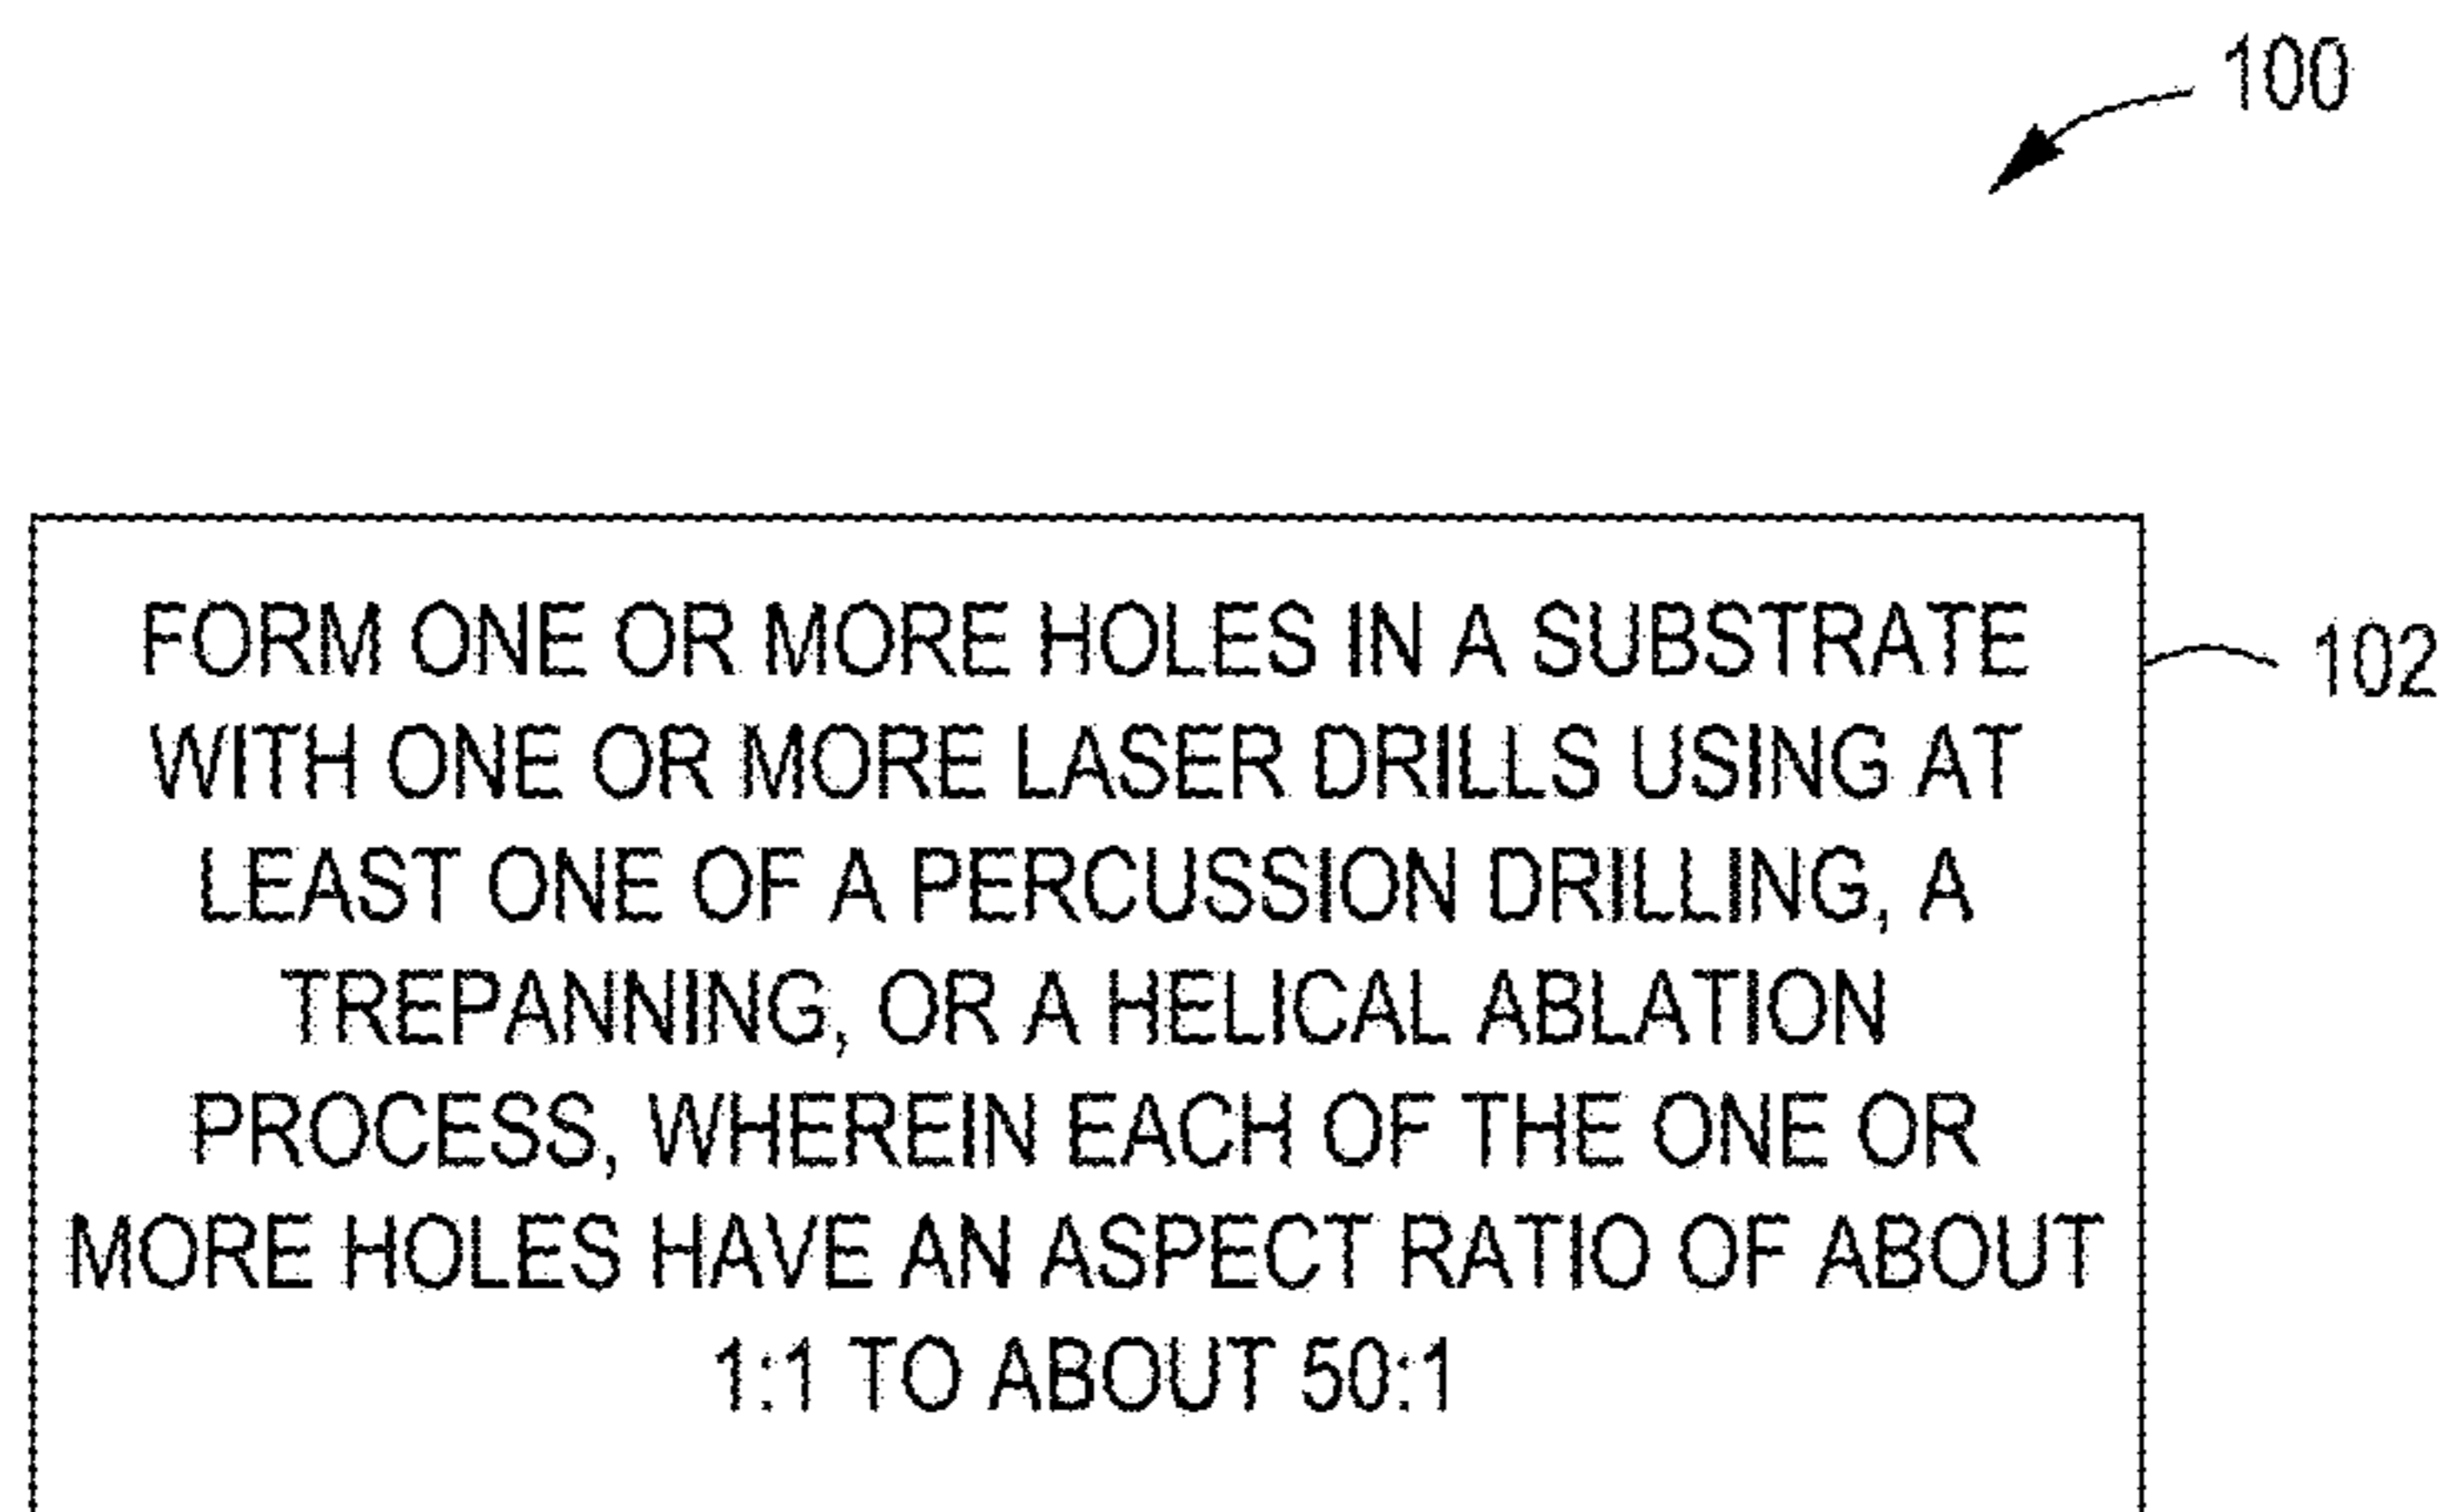 100
FORM ONE OR MORE HOLES IN A SUBSTRATE
102
WITH ONE OR MORE LASER DRILLS USING AT
LEAST ONE OF A PERCUSSION DRILLING, A
TREPANNING, OR A HELICAL ABLATION
PROCESS, WHEREIN EACH OF THE ONE OR
MORE HOLES HAVE AN ASPECT RATIO OF ABOUT
1:1 TO ABOUT 50:1